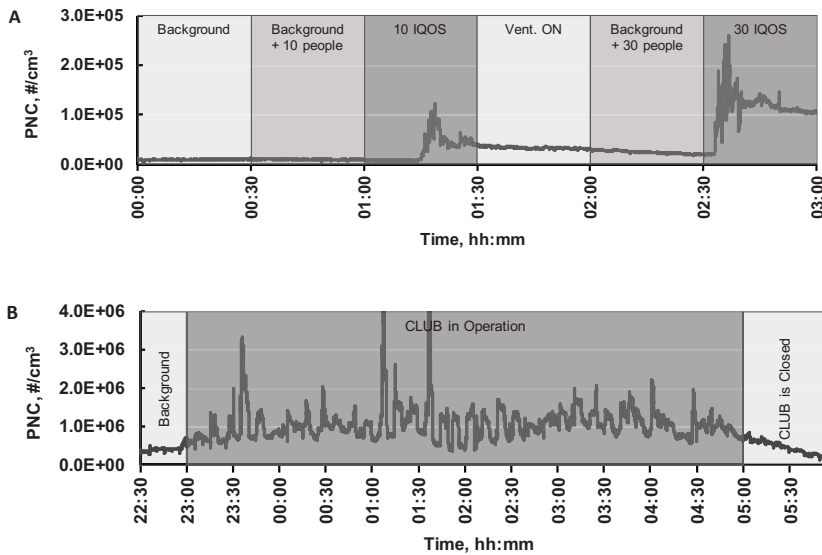 A
PNC, #/cm³
3.0E+05
2.0E+05
1.0E+05
0.0E+00
Background
Background
+ 10 people
10 IQOS
Vent. ON
Background
+ 30 people
30 IQOS
00:00
00:30
01:00
01:30
02:00
02:30
03:00
Time, hh:mm
B
PNC, #/cm³
4.0E+06
3.0E+06
2.0E+06
1.0E+06
0.0E+00
Background
CLUB in Operation
CLUB is Closed
22:30
23:00
23:30
00:00
00:30
01:00
01:30
02:00
02:30
03:00
03:30
04:00
04:30
05:00
05:30
Time, hh:mm